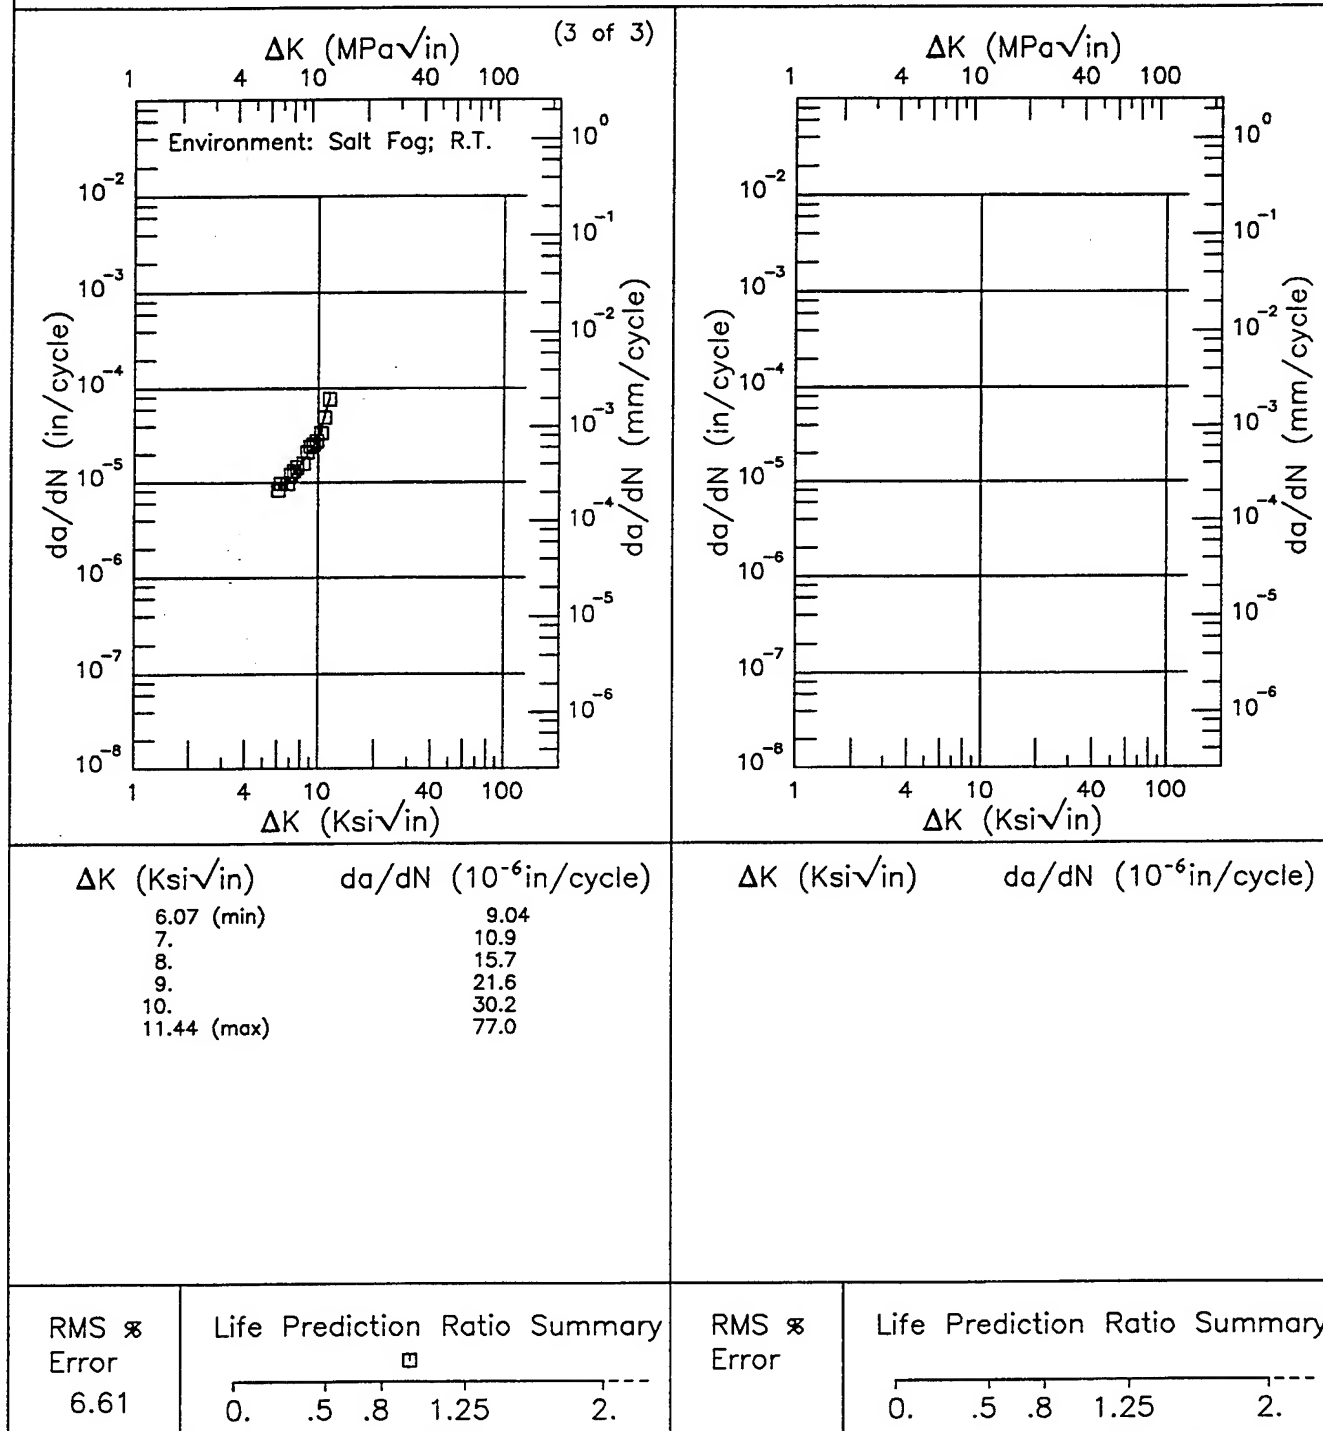 (3 of 3)
ΔK (MPa√in)
1 4 10 40 100
Environment: Salt Fog; R.T.
da/dN (in/cycle)
10⁻²
10⁻³
10⁻⁴
10⁻⁵
10⁻⁶
10⁻⁷
10⁻⁸
10⁰
10⁻¹
10⁻²
10⁻³
10⁻⁴
10⁻⁵
10⁻⁶
da/dN (mm/cycle)
1 4 10 40 100
ΔK (Ksi√in)
ΔK (Ksi√in) da/dN (10⁻⁶in/cycle)
6.07 (min) 9.04
7. 10.9
8. 15.7
9. 21.6
10. 30.2
11.44 (max) 77.0
RMS %
Error
6.61
Life Prediction Ratio Summary
0. .5 .8 1.25 2.
ΔK (MPa√in)
1 4 10 40 100
da/dN (in/cycle)
10⁻²
10⁻³
10⁻⁴
10⁻⁵
10⁻⁶
10⁻⁷
10⁻⁸
10⁰
10⁻¹
10⁻²
10⁻³
10⁻⁴
10⁻⁵
10⁻⁶
da/dN (mm/cycle)
1 4 10 40 100
ΔK (Ksi√in)
ΔK (Ksi√in) da/dN (10⁻⁶in/cycle)
RMS %
Error
Life Prediction Ratio Summary
0. .5 .8 1.25 2.